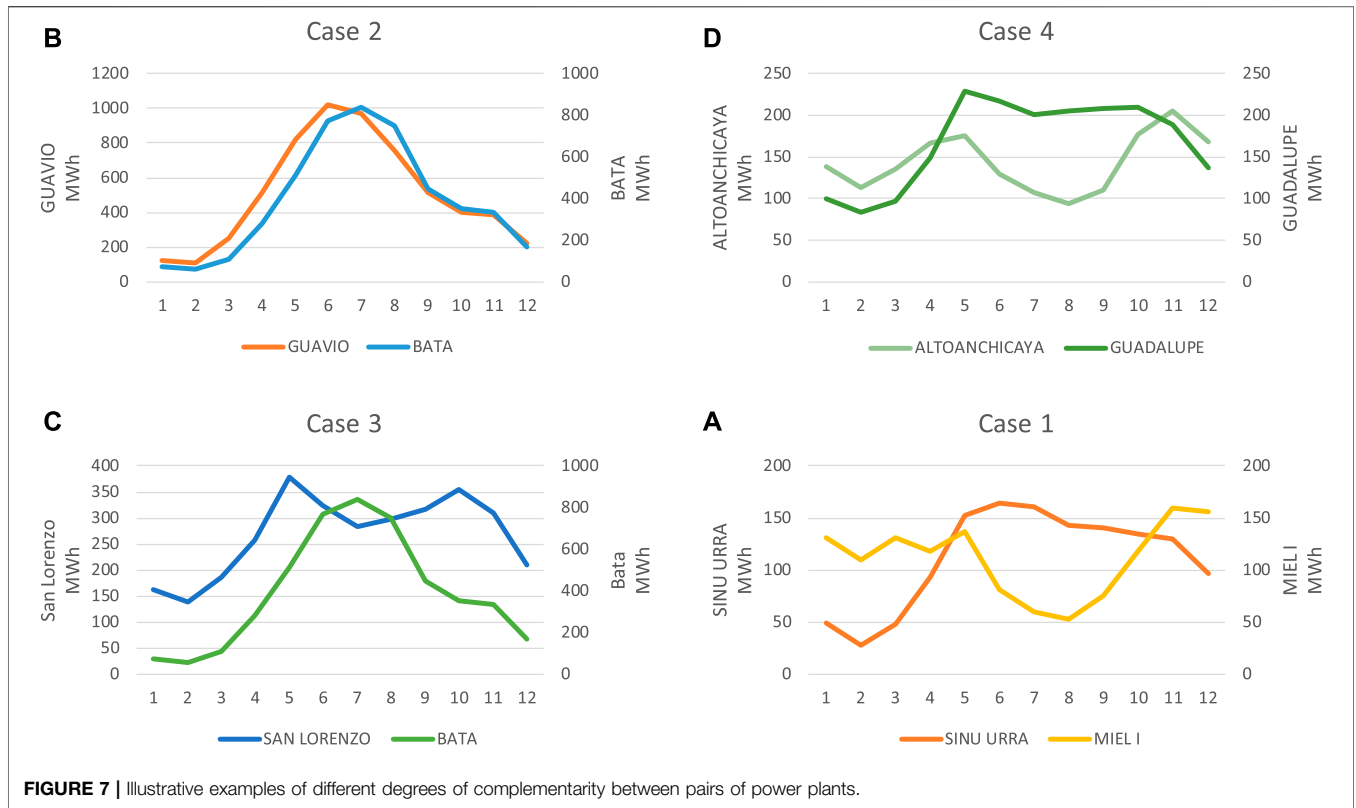 B
Case 2
1200
1000
800
600
400
200
0
GUAVIO
MWh
1000
800
600
400
200
0
BATA
MWh
1 2 3 4 5 6 7 8 9 10 11 12
GUAVIO BATA
D
Case 4
250
200
150
100
50
0
ALTOANCHICAYA
MWh
250
200
150
100
50
0
GUADALUPE
MWh
1 2 3 4 5 6 7 8 9 10 11 12
ALTOANCHICAYA GUADALUPE
C
Case 3
400
350
300
250
200
150
100
50
0
San Lorenzo
MWh
1000
800
600
400
200
0
Bata
MWh
1 2 3 4 5 6 7 8 9 10 11 12
SAN LORENZO BATA
A
Case 1
200
150
100
50
0
SINU URRA
MWh
200
150
100
50
0
MIEL I
MWh
1 2 3 4 5 6 7 8 9 10 11 12
SINU URRA MIEL I
FIGURE 7 | Illustrative examples of different degrees of complementarity between pairs of power plants.